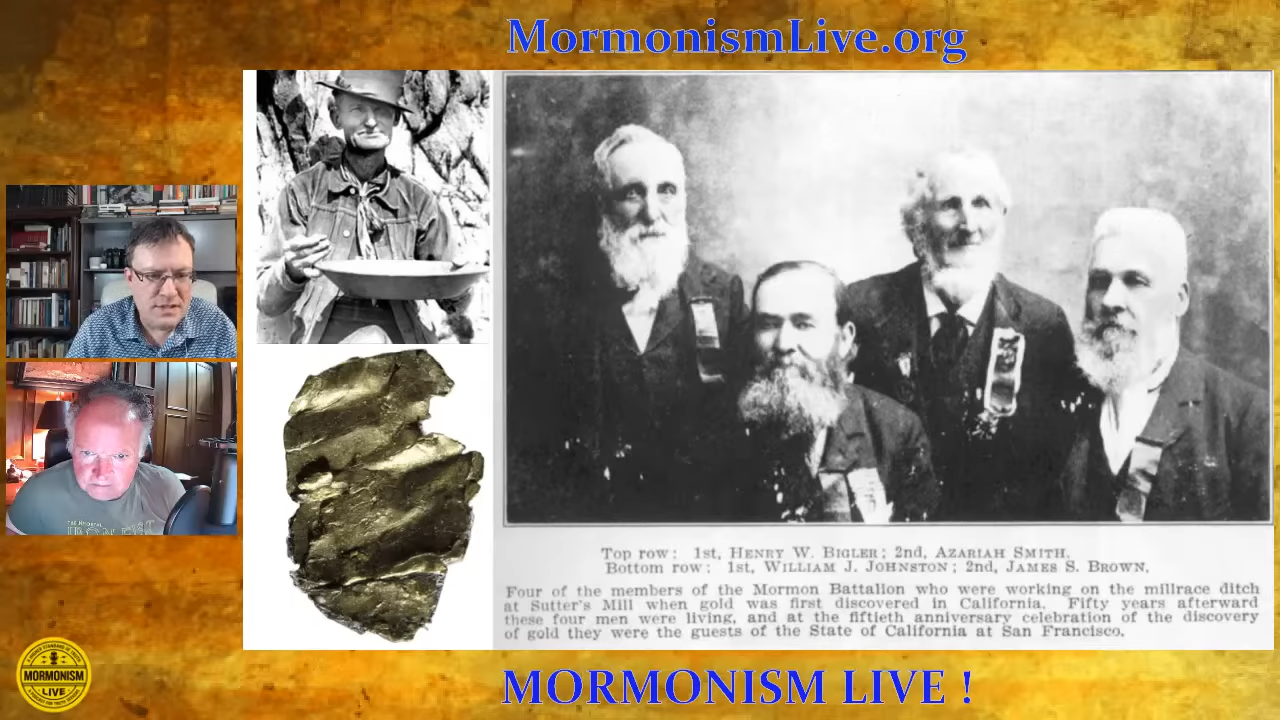 MormonismLive.org
Top row: 1st, HENRY W. BIGLER; 2nd, AZARIAH SMITH.
Bottom row: 1st, WILLIAM J. JOHNSTON; 2nd, JAMES S. BROWN.
Four of the members of the Mormon Battalion who were working on the millrace ditch
at Sutter's Mill when gold was first discovered in California. Fifty years afterward
these four men were living, and at the fiftieth anniversary celebration of the discovery
of gold they were the guests of the State of California at San Francisco.
MORMONISM
LIVE
MORMONISM LIVE !